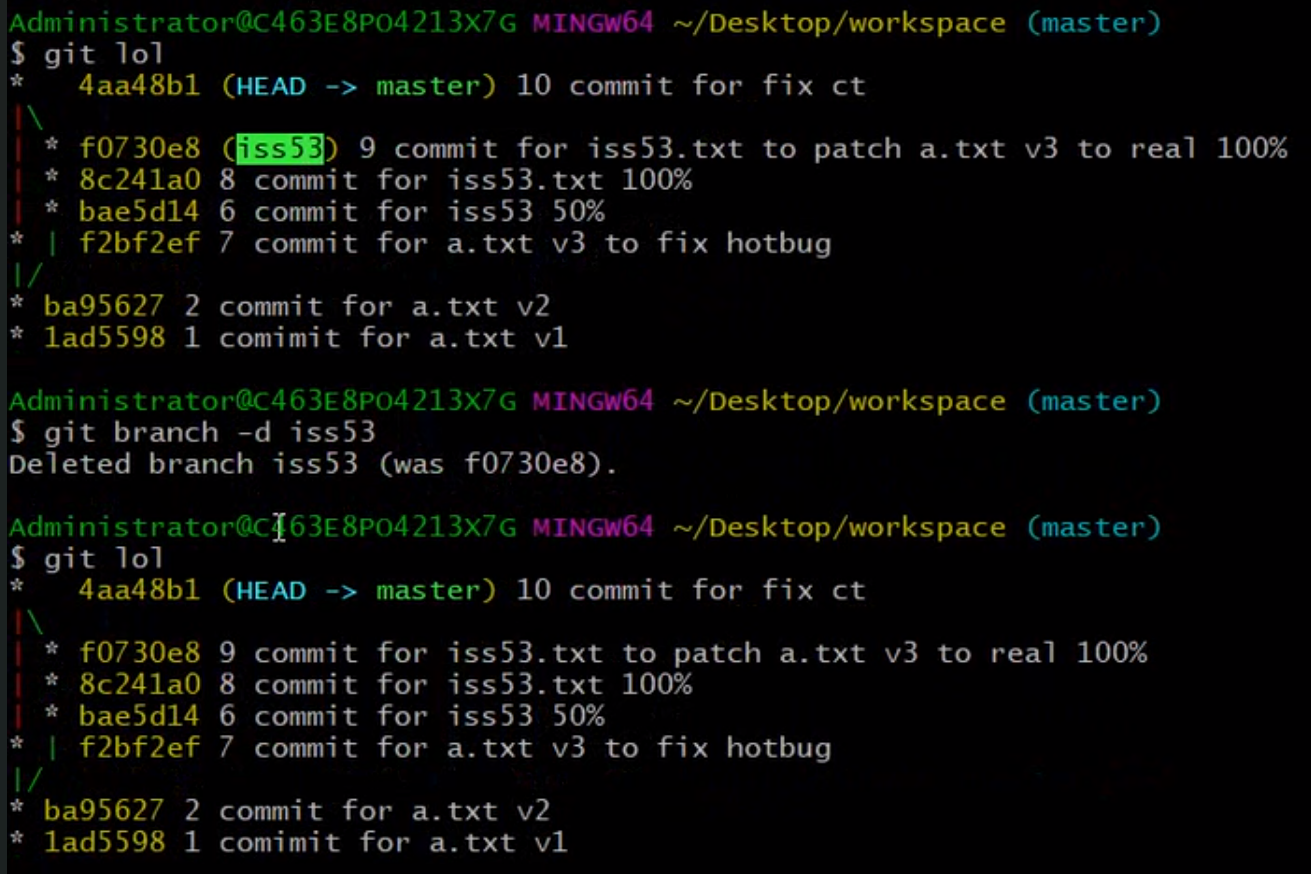 Administrator@C463E8PO4213X7G MINGW64 ~/Desktop/workspace (master)
$ git lol
*   4aa48b1 (HEAD -> master) 10 commit for fix ct
|\
| * f0730e8 (iss53) 9 commit for iss53.txt to patch a.txt v3 to real 100%
| * 8c241a0 8 commit for iss53.txt 100%
| * bae5d14 6 commit for iss53 50%
* | f2bf2ef 7 commit for a.txt v3 to fix hotbug
|/
* ba95627 2 commit for a.txt v2
* 1ad5598 1 comimit for a.txt v1
Administrator@C463E8PO4213X7G MINGW64 ~/Desktop/workspace (master)
$ git branch -d iss53
Deleted branch iss53 (was f0730e8).
Administrator@C463E8PO4213X7G MINGW64 ~/Desktop/workspace (master)
$ git lol
*   4aa48b1 (HEAD -> master) 10 commit for fix ct
|\
| * f0730e8 9 commit for iss53.txt to patch a.txt v3 to real 100%
| * 8c241a0 8 commit for iss53.txt 100%
| * bae5d14 6 commit for iss53 50%
* | f2bf2ef 7 commit for a.txt v3 to fix hotbug
|/
* ba95627 2 commit for a.txt v2
* 1ad5598 1 comimit for a.txt v1